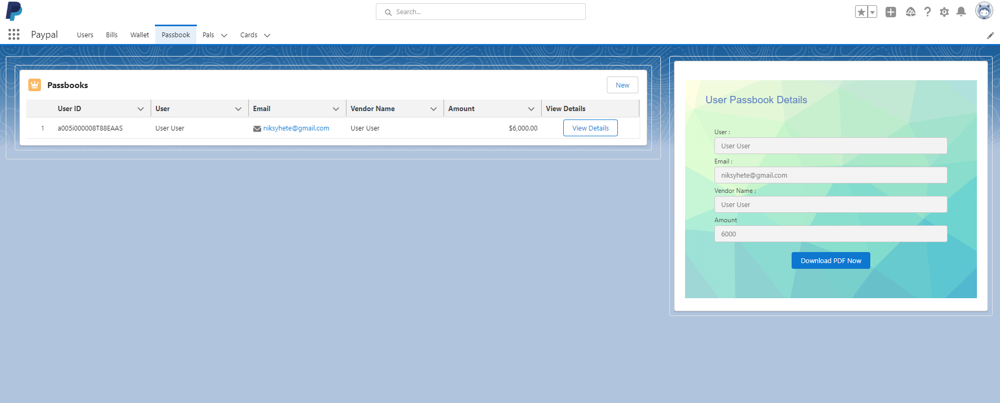 Search...
Paypal Users Bills Wallet Passbook Pals Cards
Passbooks New
User ID User Email Vendor Name Amount View Details
1 a005i000008T88EAAS User User niksyhete@gmail.com User User $6,000.00 View Details
User Passbook Details
User :
User User
Email :
niksyhete@gmail.com
Vendor Name :
User User
Amount
6000
Download PDF Now